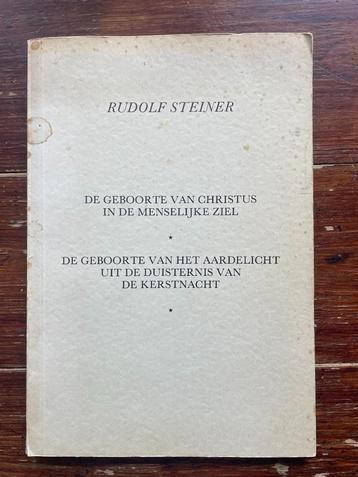 RUDOLF STEINER
DE GEBOORTE VAN CHRISTUS
IN DE MENSELIJKE ZIEL
*
DE GEBOORTE VAN HET AARDELICHT
UIT DE DUISTERNIS VAN
DE KERSTNACHT
*